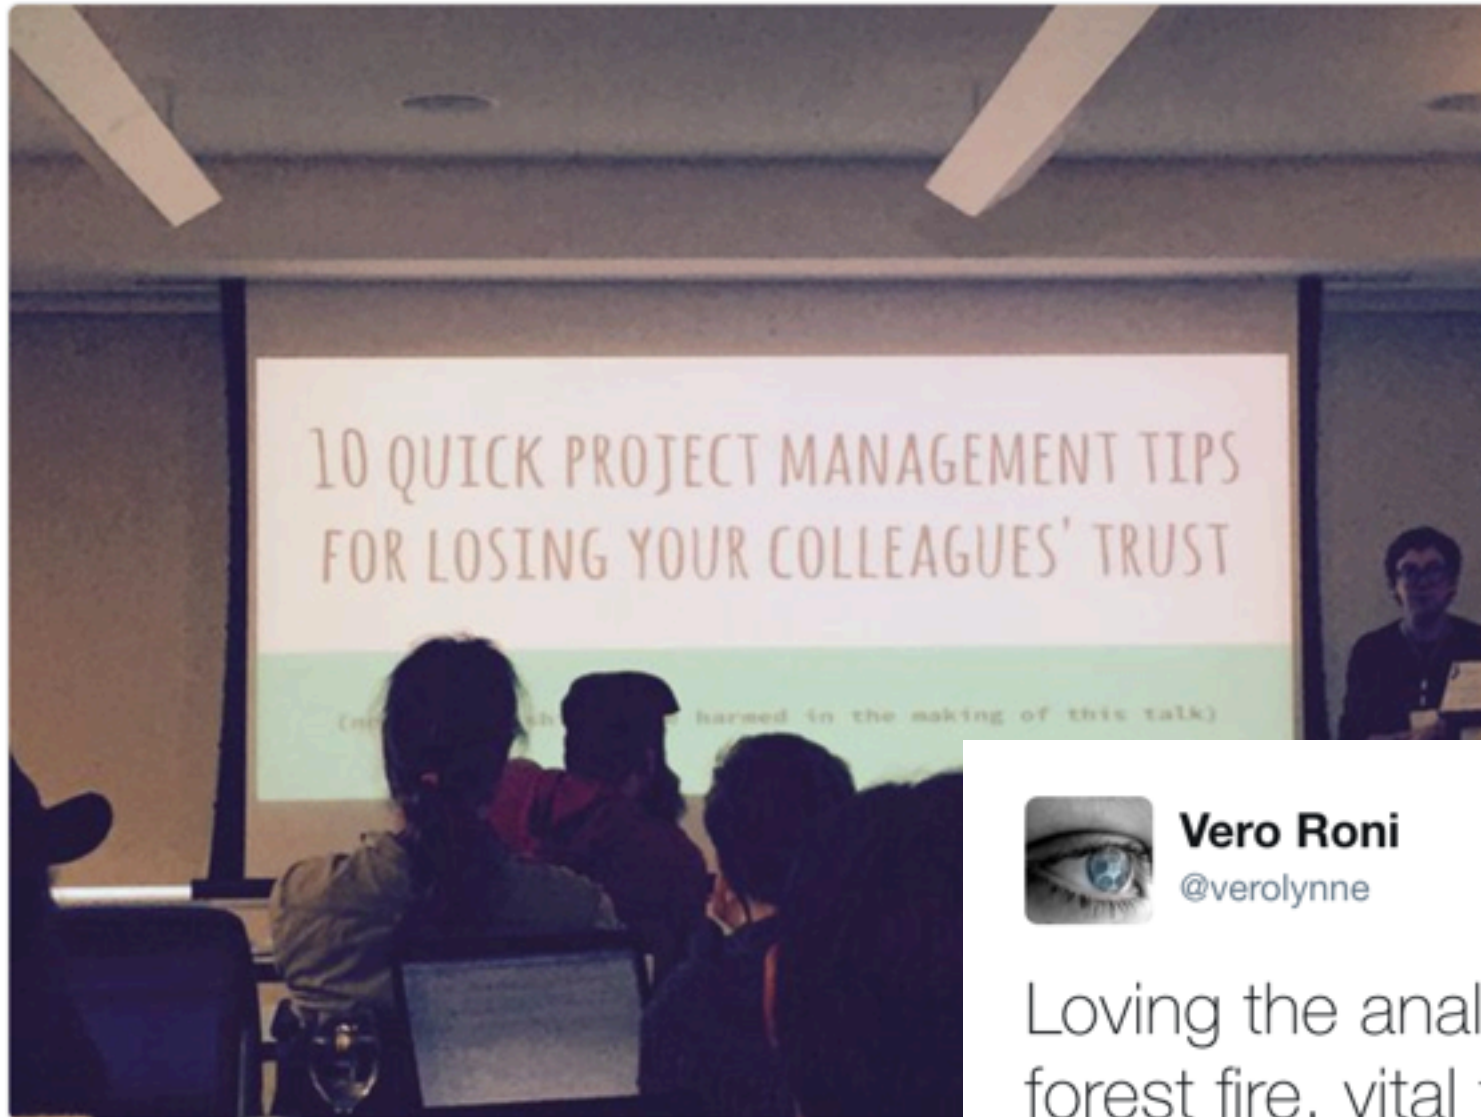 10 QUICK PROJECT MANAGEMENT TIPS
FOR LOSING YOUR COLLEAGUES' TRUST
harmed in the making of this talk)
Vero Roni
@verolynne
Loving the anal
forest fire, vital